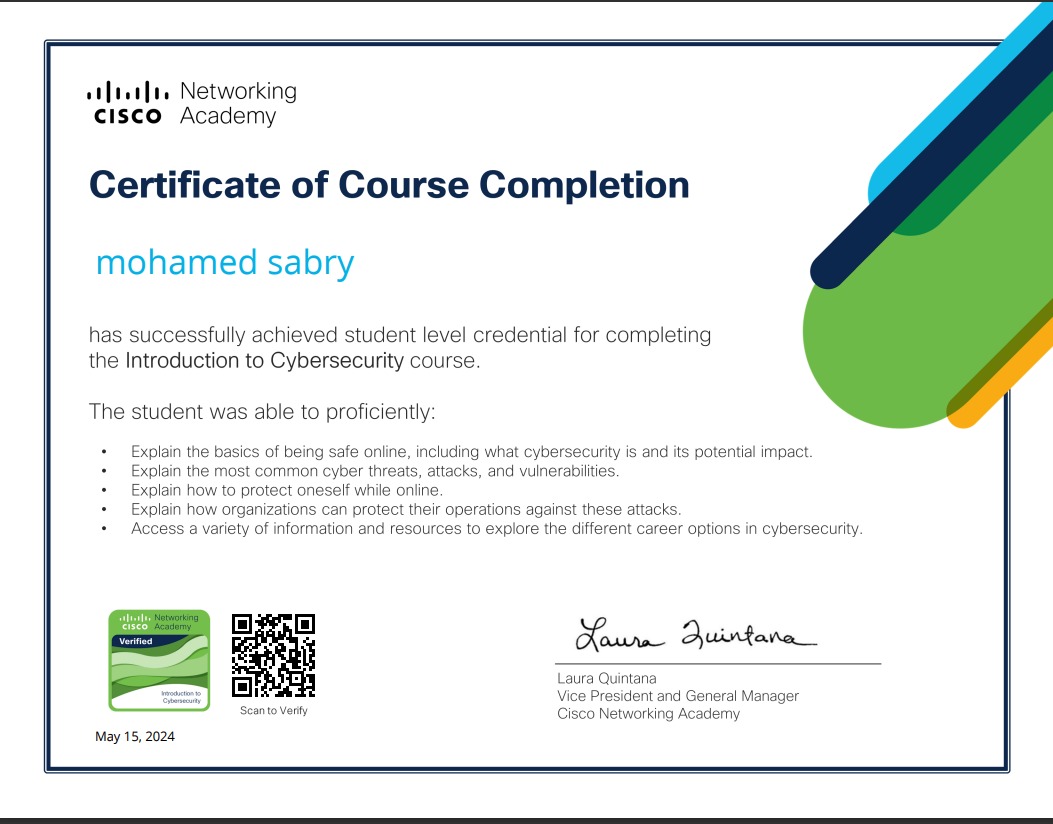 CISCO Networking
Academy
Certificate of Course Completion
mohamed sabry
has successfully achieved student level credential for completing
the Introduction to Cybersecurity course.
The student was able to proficiently:
• Explain the basics of being safe online, including what cybersecurity is and its potential impact.
• Explain the most common cyber threats, attacks, and vulnerabilities.
• Explain how to protect oneself while online.
• Explain how organizations can protect their operations against these attacks.
• Access a variety of information and resources to explore the different career options in cybersecurity.
CISCO Networking
Academy
Verified
Introduction to
Cybersecurity
Scan to Verify
May 15, 2024
Laura Quintana
Laura Quintana
Vice President and General Manager
Cisco Networking Academy